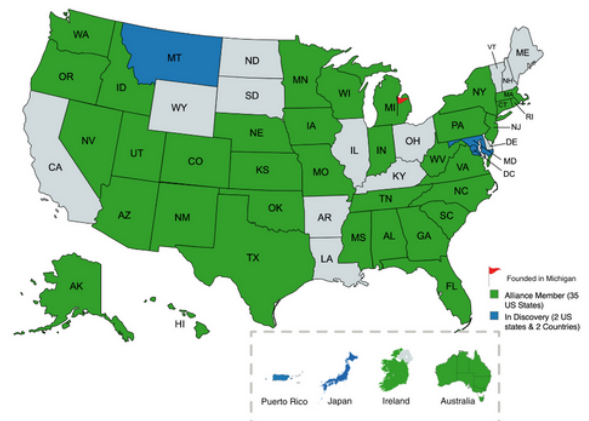 WA
MT
ND
MN
VT
ME
OR
ID
SD
WI
MI
NY
NH
MA
CT
RI
WY
NE
IA
PA
NJ
NV
UT
CO
IL
IN
OH
DE
MD
DC
CA
KS
MO
KY
WV
VA
AZ
NM
OK
AR
TN
NC
SC
TX
LA
MS
AL
GA
FL
AK
HI
Founded in Michigan
Alliance Member (35
US States)
In Discovery (2 US
states & 2 Countries)
Puerto Rico
Japan
Ireland
Australia